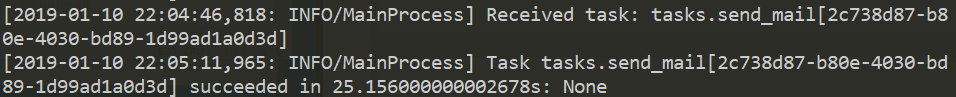 [2019-01-10 22:04:46,818: INFO/MainProcess] Received task: tasks.send_mail[2c738d87-b8
0e-4030-bd89-1d99ad1a0d3d]
[2019-01-10 22:05:11,965: INFO/MainProcess] Task tasks.send_mail[2c738d87-b80e-4030-bd
89-1d99ad1a0d3d] succeeded in 25.156000000002678s: None